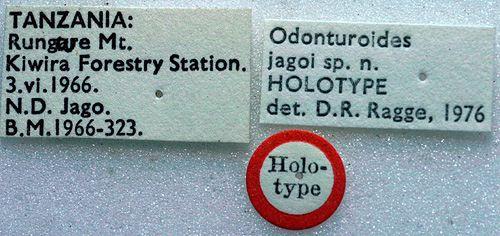 TANZANIA:
Mt.
Kiwira Forestry Station.
3.vi.1966.
N.D. Jago.
B.M.1966-323.
Odonturoides
jagoi sp. n.
HOLOTYPE
det. D.R. Ragge, 1976
Holo-
type